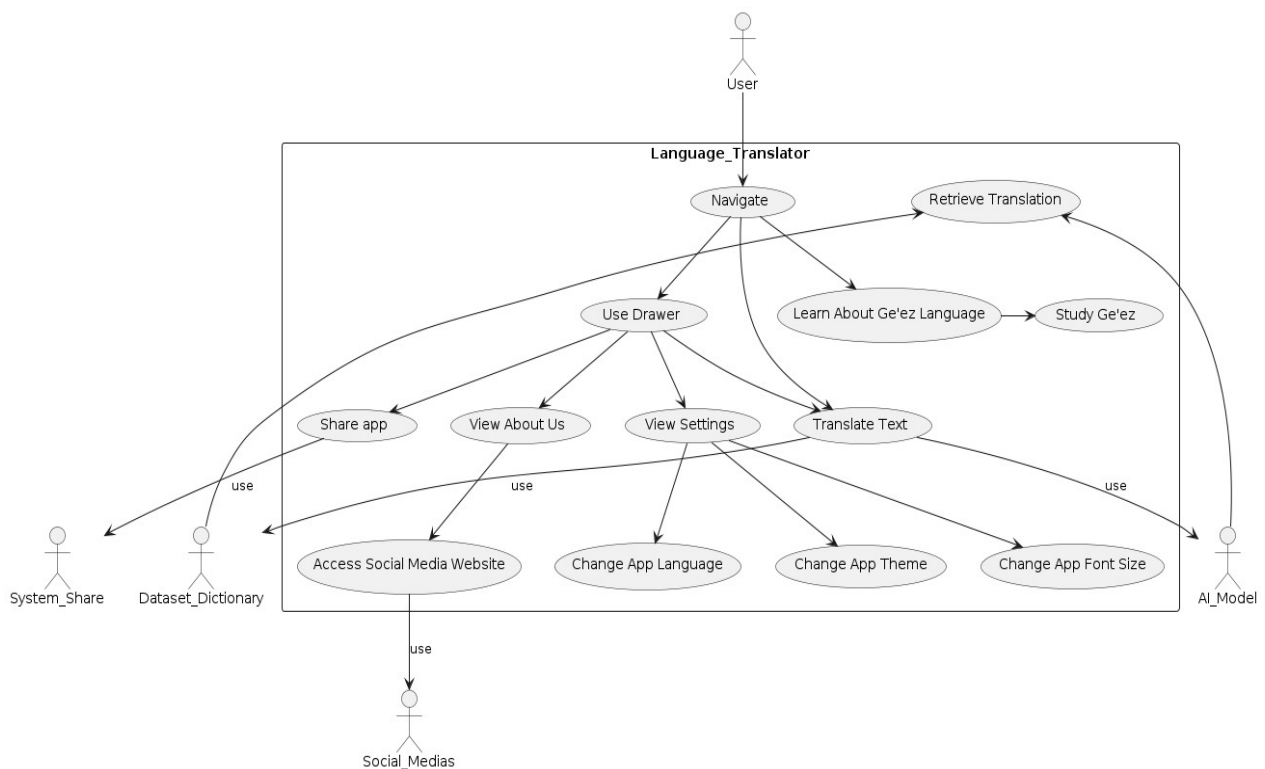 User
Language_Translator
Navigate
Retrieve Translation
Use Drawer
Learn About Ge'ez Language
Study Ge'ez
Share app
View About Us
View Settings
Translate Text
use
use
use
Access Social Media Website
Change App Language
Change App Theme
Change App Font Size
System_Share
Dataset_Dictionary
AI_Model
use
Social_Medias